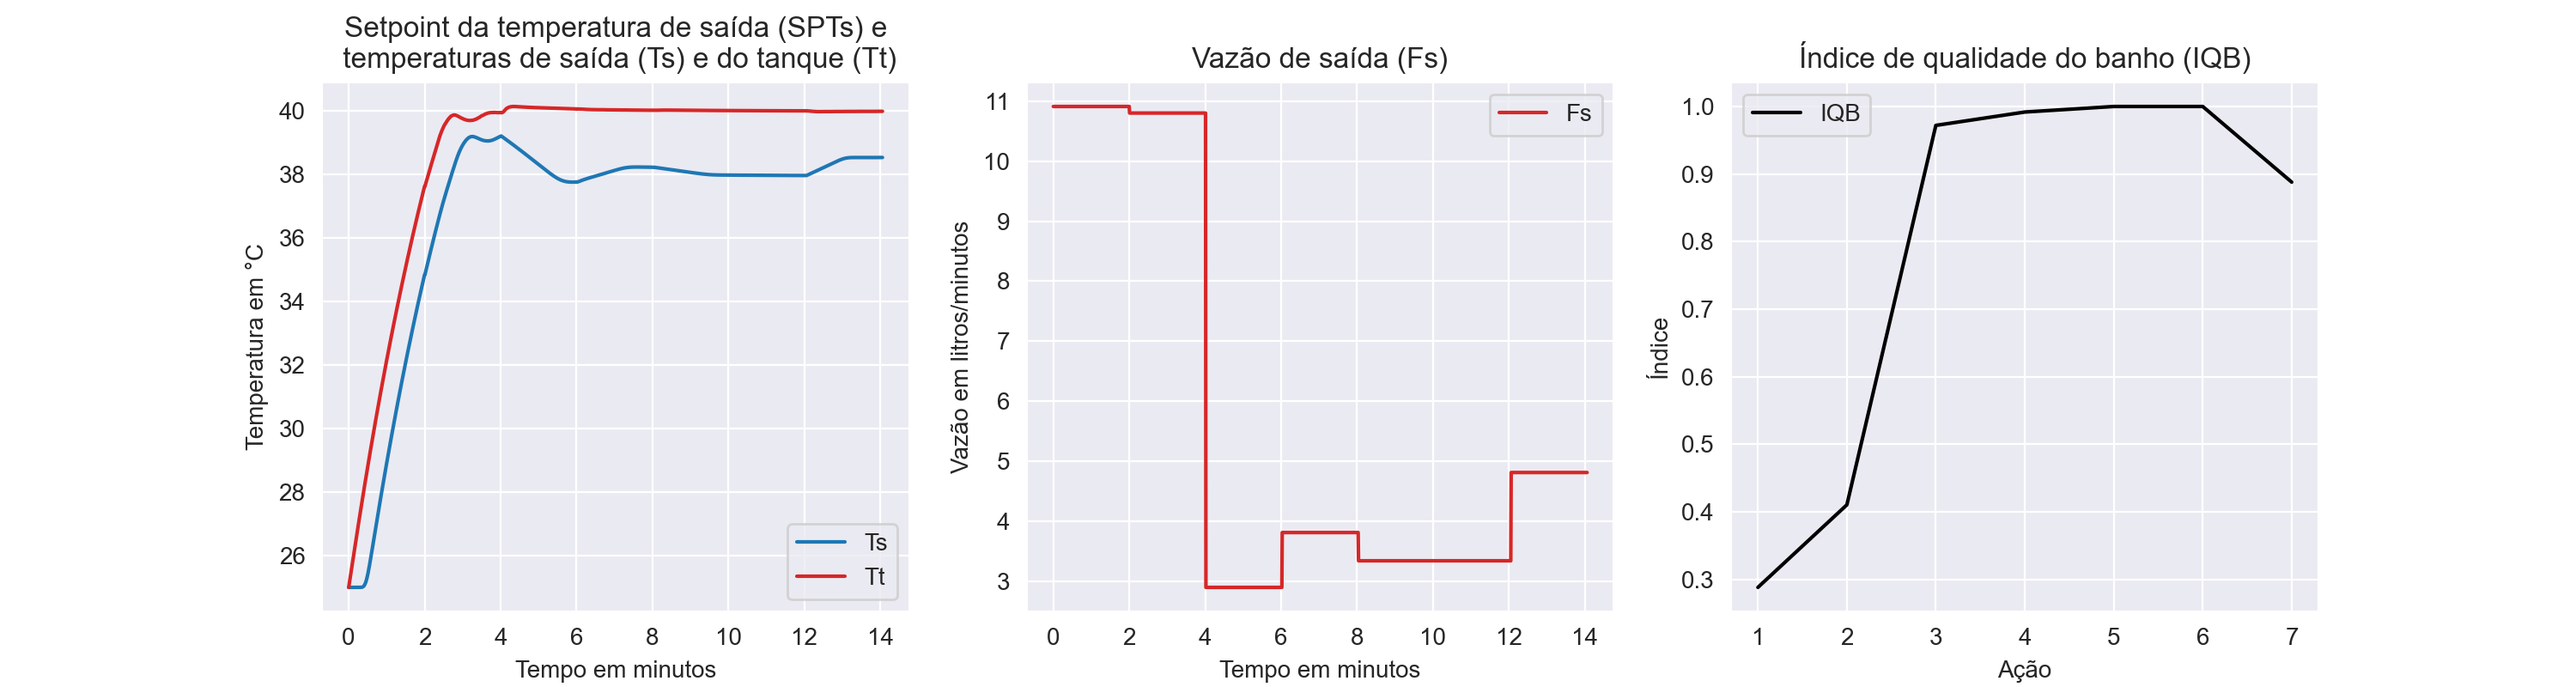 Setpoint da temperatura de saída (SPTs) e
temperaturas de saída (Ts) e do tanque (Tt)
40
38
36
34
32
30
28
26
Temperatura em °C
Ts
Tt
0 2 4 6 8 10 12 14
Tempo em minutos
Vazão de saída (Fs)
11
10
9
8
7
6
5
4
3
Vazão em litros/minutos
Fs
0 2 4 6 8 10 12 14
Tempo em minutos
Índice de qualidade do banho (IQB)
1.0
0.9
0.8
0.7
0.6
0.5
0.4
0.3
Índice
IQB
1 2 3 4 5 6 7
Ação